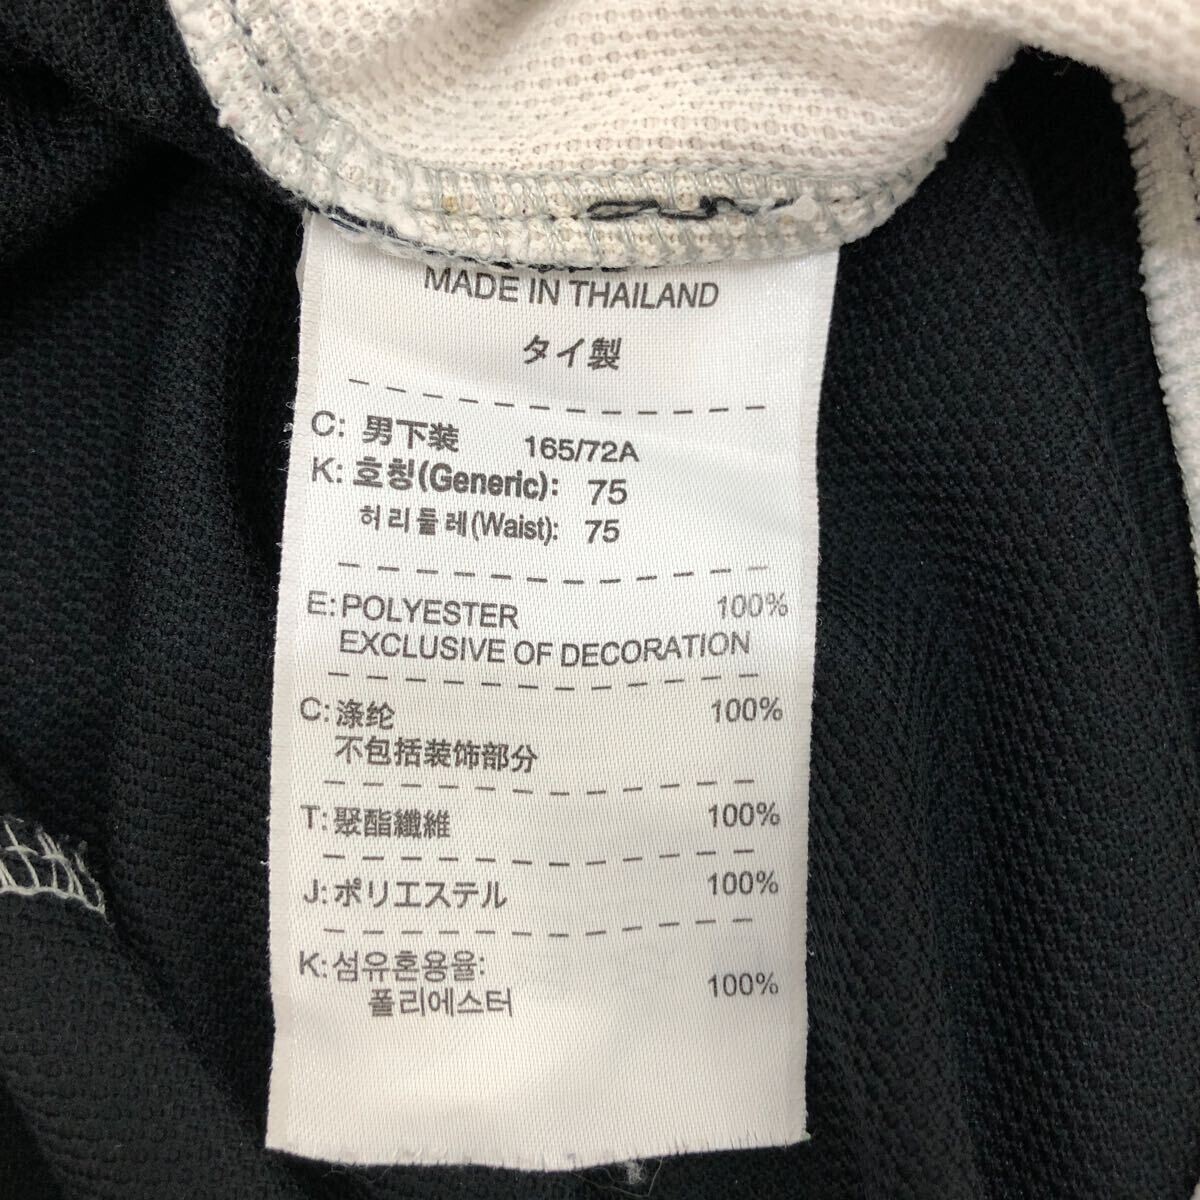 MADE IN THAILAND
タイ製
C: 男下装 165/72A
K: 호칭(Generic): 75
허리둘레(Waist): 75
E: POLYESTER 100%
EXCLUSIVE OF DECORATION
C: 涤纶 100%
不包括装饰部分
T: 聚酯纖維 100%
J: ポリエステル 100%
K: 섬유혼용율:
폴리에스터 100%